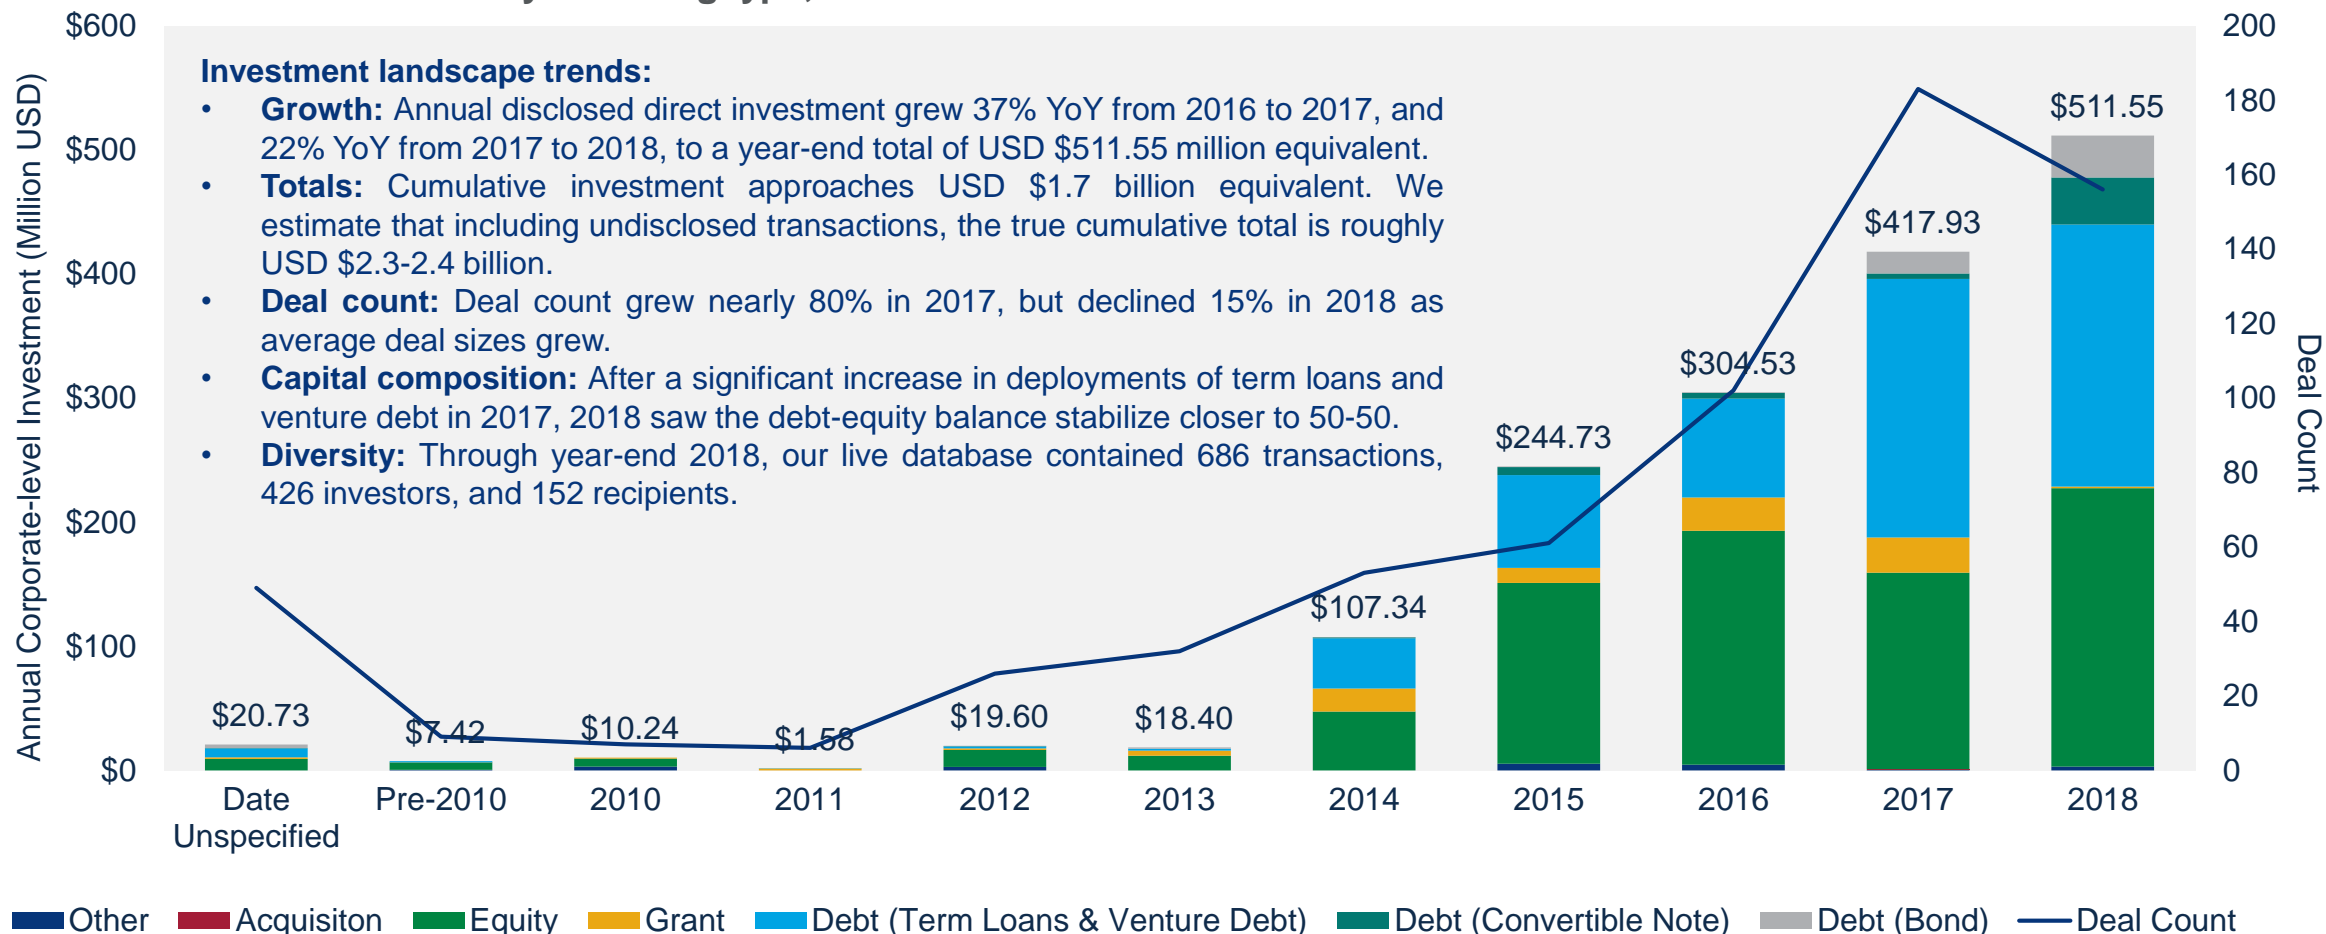 $600
$500
$400
$300
$200
$100
$0
Annual Corporate-level Investment (Million USD)
Investment landscape trends:
• Growth: Annual disclosed direct investment grew 37% YoY from 2016 to 2017, and
22% YoY from 2017 to 2018, to a year-end total of USD $511.55 million equivalent.
• Totals: Cumulative investment approaches USD $1.7 billion equivalent. We
estimate that including undisclosed transactions, the true cumulative total is roughly
USD $2.3-2.4 billion.
• Deal count: Deal count grew nearly 80% in 2017, but declined 15% in 2018 as
average deal sizes grew.
• Capital composition: After a significant increase in deployments of term loans and
venture debt in 2017, 2018 saw the debt-equity balance stabilize closer to 50-50.
• Diversity: Through year-end 2018, our live database contained 686 transactions,
426 investors, and 152 recipients.
$20.73
$7.42
$10.24
$1.58
$19.60
$18.40
$107.34
$244.73
$304.53
$417.93
$511.55
200
180
160
140
120
100
80
60
40
20
0
Deal Count
Date
Unspecified
Pre-2010
2010
2011
2012
2013
2014
2015
2016
2017
2018
Other
Acquisiton
Equity
Grant
Debt (Term Loans & Venture Debt)
Debt (Convertible Note)
Debt (Bond)
Deal Count